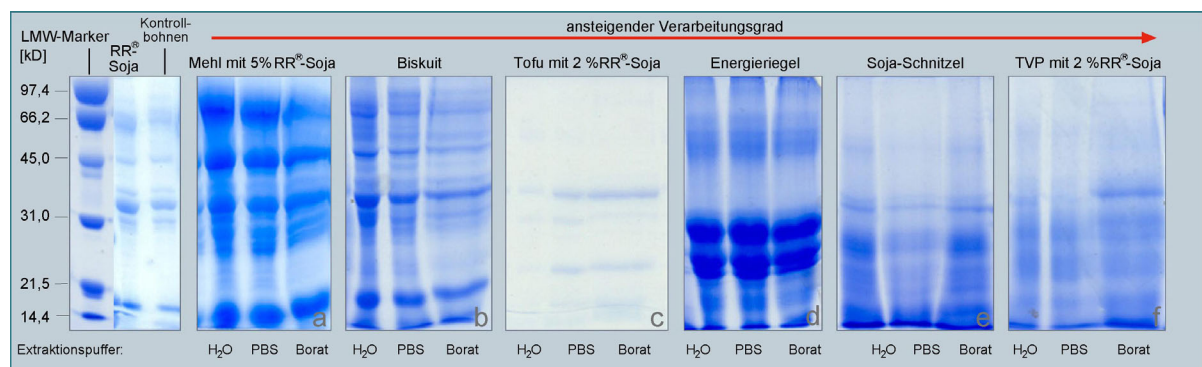 ansteigender Verarbeitungsgrad
LMW-Marker
[kD]
RR®-
Soja
Kontroll-
bohnen
Mehl mit 5% RR®-Soja
Biskuit
Tofu mit 2 %RR®-Soja
Energieriegel
Soja-Schnitzel
TVP mit 2 %RR®-Soja
97,4
66,2
45,0
31,0
21,5
14,4
a
b
c
d
e
f
Extraktionspuffer:
H₂O PBS Borat
H₂O PBS Borat
H₂O PBS Borat
H₂O PBS Borat
H₂O PBS Borat
H₂O PBS Borat